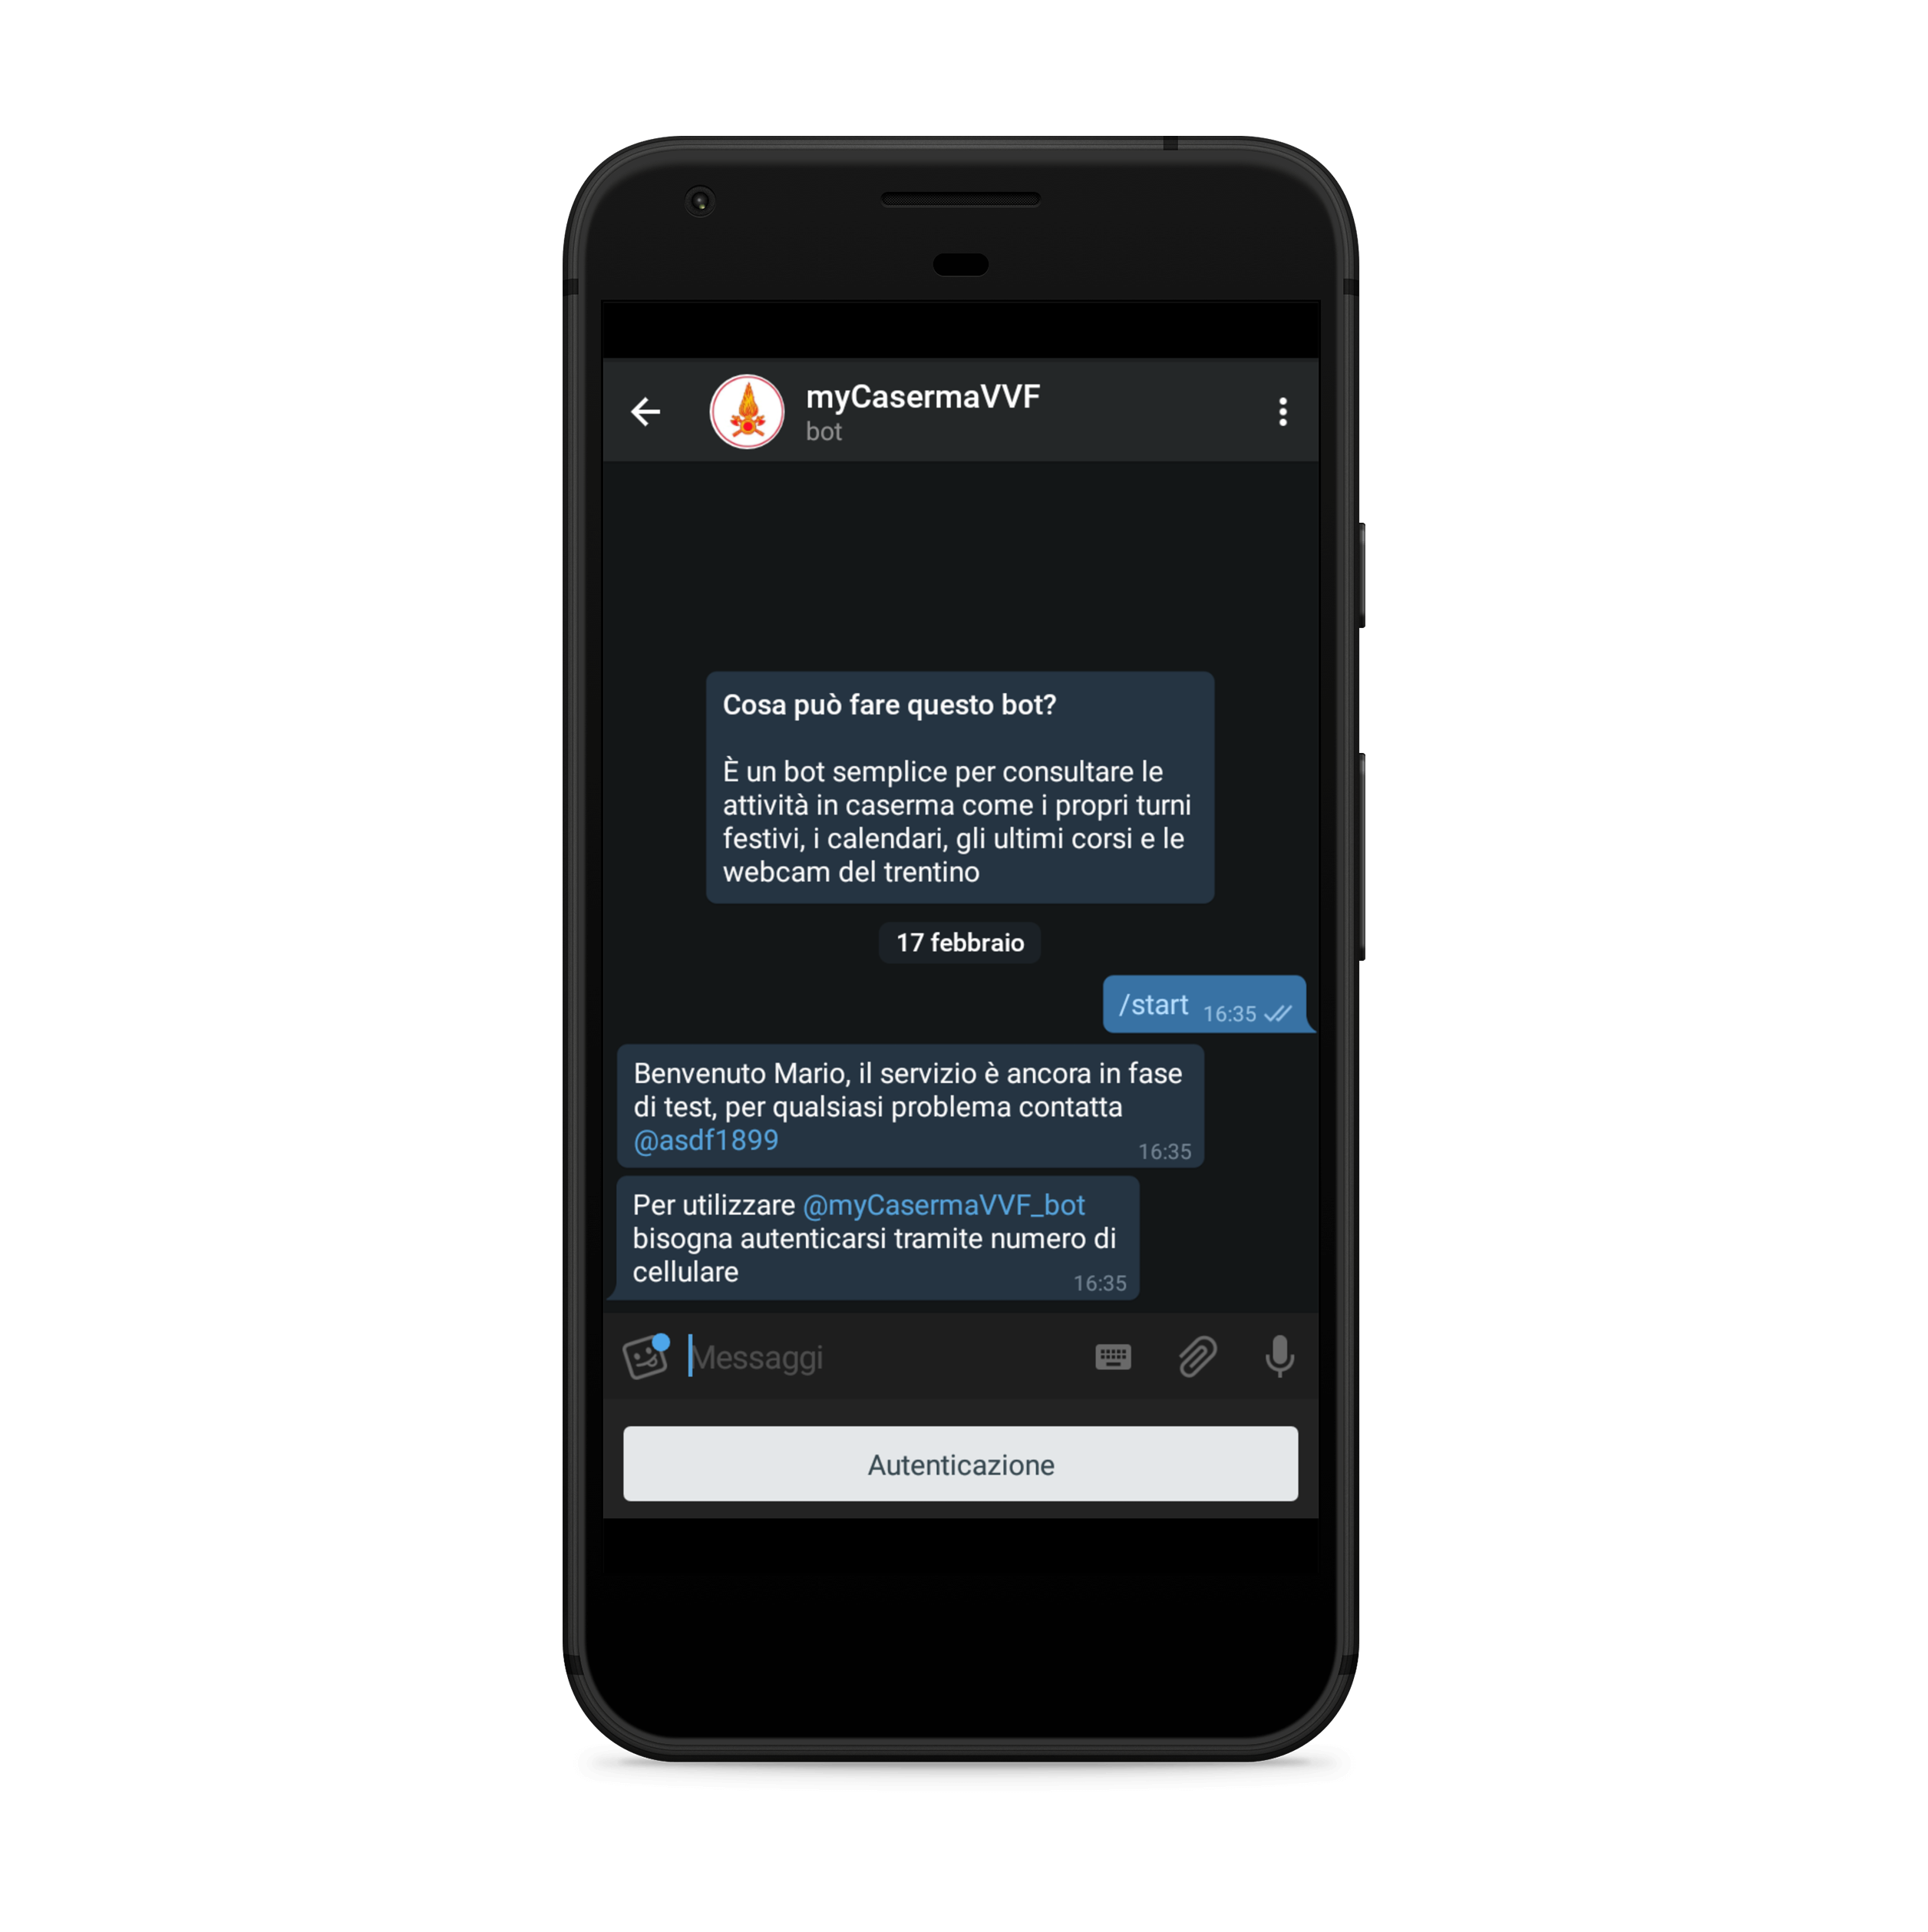 myCasermaVVF
bot
Cosa può fare questo bot?
È un bot semplice per consultare le
attività in caserma come i propri turni
festivi, i calendari, gli ultimi corsi e le
webcam del trentino
17 febbraio
/start 16:35
Benvenuto Mario, il servizio è ancora in fase
di test, per qualsiasi problema contatta
@asdf1899 16:35
Per utilizzare @myCasermaVVF_bot
bisogna autenticarsi tramite numero di
cellulare 16:35
Messaggi
Autenticazione